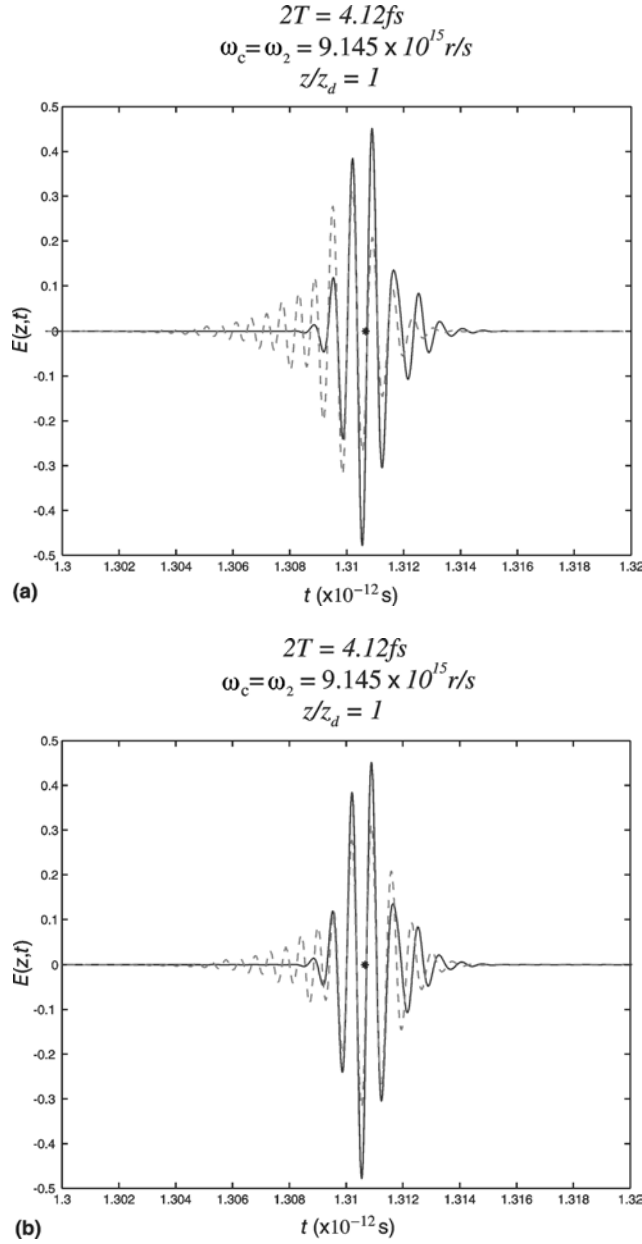 2T = 4.12fs
ω_c = ω_2 = 9.145 x 10^15 r/s
z/z_d = 1
0.5
0.4
0.3
0.2
0.1
0
-0.1
-0.2
-0.3
-0.4
-0.5
E(z,t)
1.3 1.302 1.304 1.306 1.308 1.31 1.312 1.314 1.316 1.318 1.32
(a)
t (x10^-12 s)
2T = 4.12fs
ω_c = ω_2 = 9.145 x 10^15 r/s
z/z_d = 1
0.5
0.4
0.3
0.2
0.1
0
-0.1
-0.2
-0.3
-0.4
-0.5
E(z,t)
1.3 1.302 1.304 1.306 1.308 1.31 1.312 1.314 1.316 1.318 1.32
(b)
t (x10^-12 s)